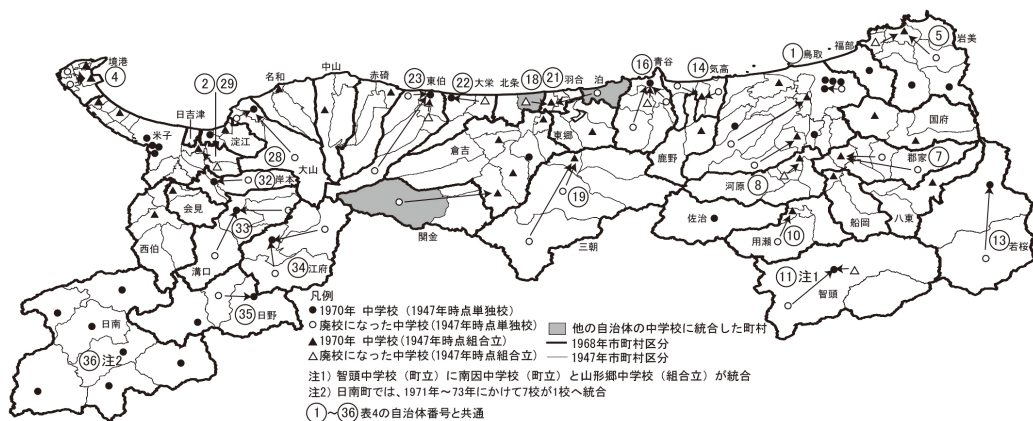 境港
④
日吉津
米子
②
㉙
淀江
名和
中山
赤碕
㉓
東伯
㉒
大栄
北条
⑱
㉑
羽合
泊
⑯
青谷
⑭
気高
①
鳥取
福部
⑤
岩美
国府
郡家
⑦
東郷
倉吉
鹿野
河原
⑧
㉘
大山
㉜
岸本
会見
㉝
西伯
溝口
㉞
江府
関金
⑲
三朝
佐治
用瀬
⑩
船岡
八東
⑬
若桜
⑪
注1
智頭
日南
㊱
注2
㉟
日野
凡例
●1970年 中学校(1947年時点単独校)
○廃校になった中学校(1947年時点単独校)
▲1970年 中学校(1947年時点組合立)
△廃校になった中学校(1947年時点組合立)
他の自治体の中学校に統合した町村
1968年市町村区分
1947年市町村区分
注1) 智頭中学校(町立)に南因中学校(町立)と山形郷中学校(組合立)が統合
注2) 日南町では、1971年~73年にかけて7校が1校へ統合
①~㊱表4の自治体番号と共通